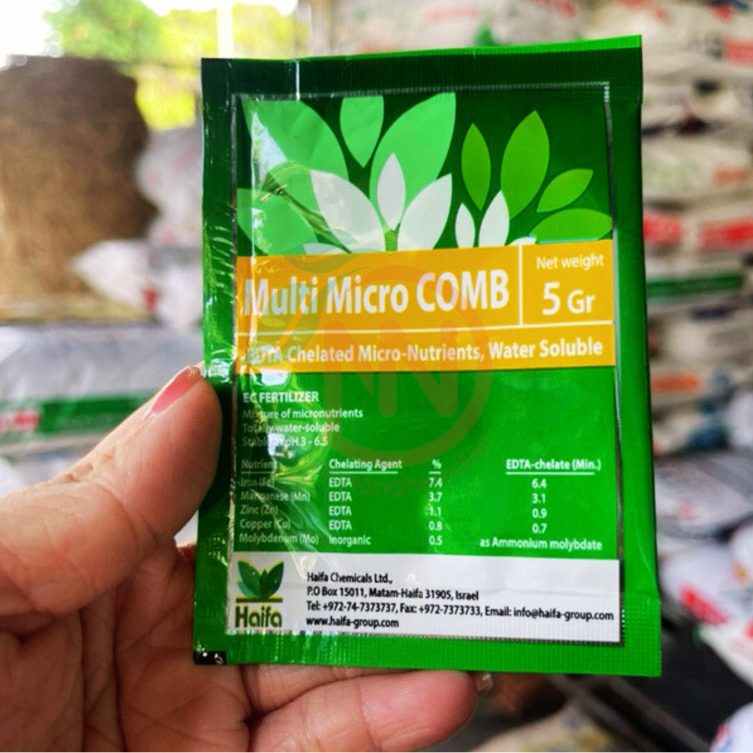 Multi Micro COMB
Net weight
5 Gr
EDTA Chelated Micro-Nutrients, Water Soluble
EC FERTILIZER
Mixture of micronutrients
Totally water-soluble
Stable in pH 3 - 6.5
Nutrient Chelating Agent % EDTA-chelate (Min.)
Iron (Fe) EDTA 7.4 6.4
Manganese (Mn) EDTA 3.7 3.1
Zinc (Zn) EDTA 1.1 0.9
Copper (Cu) EDTA 0.8 0.7
Molybdenum (Mo) Inorganic 0.5 as Ammonium molybdate
Haifa
Haifa Chemicals Ltd.,
P.O Box 15011, Matam-Haifa 31905, Israel
Tel: +972-74-7373737, Fax: +972-7373733, Email: info@haifa-group.com
www.haifa-group.com